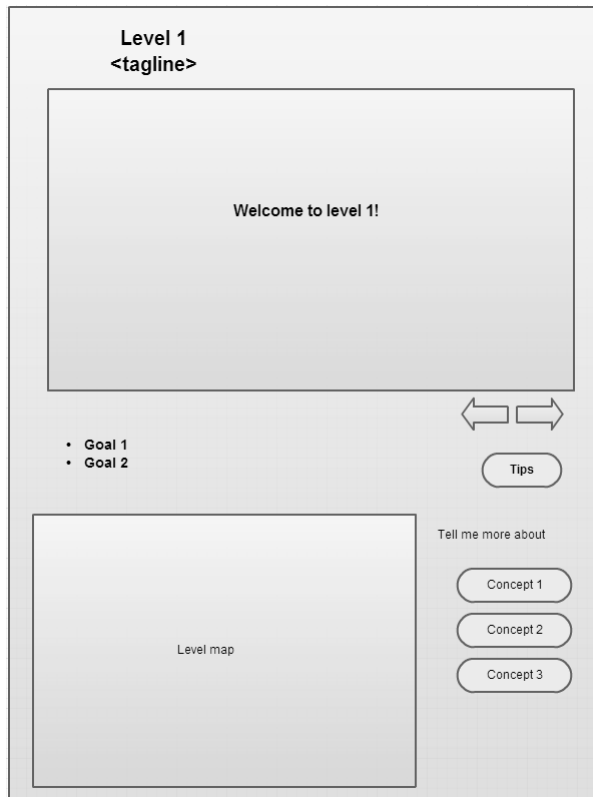 Level 1
<tagline>
Welcome to level 1!
• Goal 1
• Goal 2
Tips
Tell me more about
Concept 1
Concept 2
Concept 3
Level map